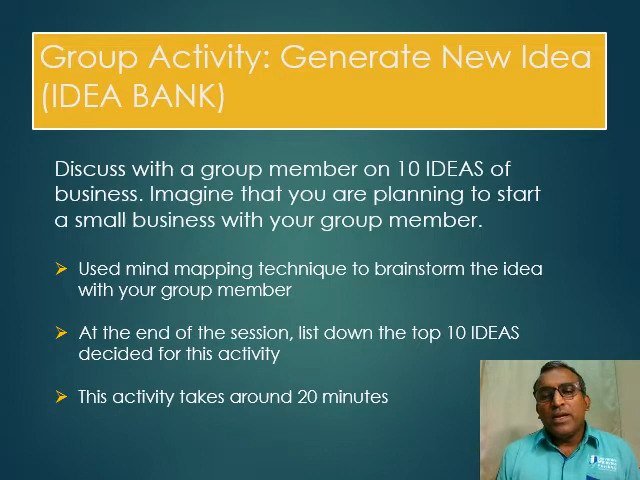 Group Activity: Generate New Idea
(IDEA BANK)
Discuss with a group member on 10 IDEAS of
business. Imagine that you are planning to start
a small business with your group member.
Used mind mapping technique to brainstorm the idea
with your group member
At the end of the session, list down the top 10 IDEAS
decided for this activity
This activity takes around 20 minutes